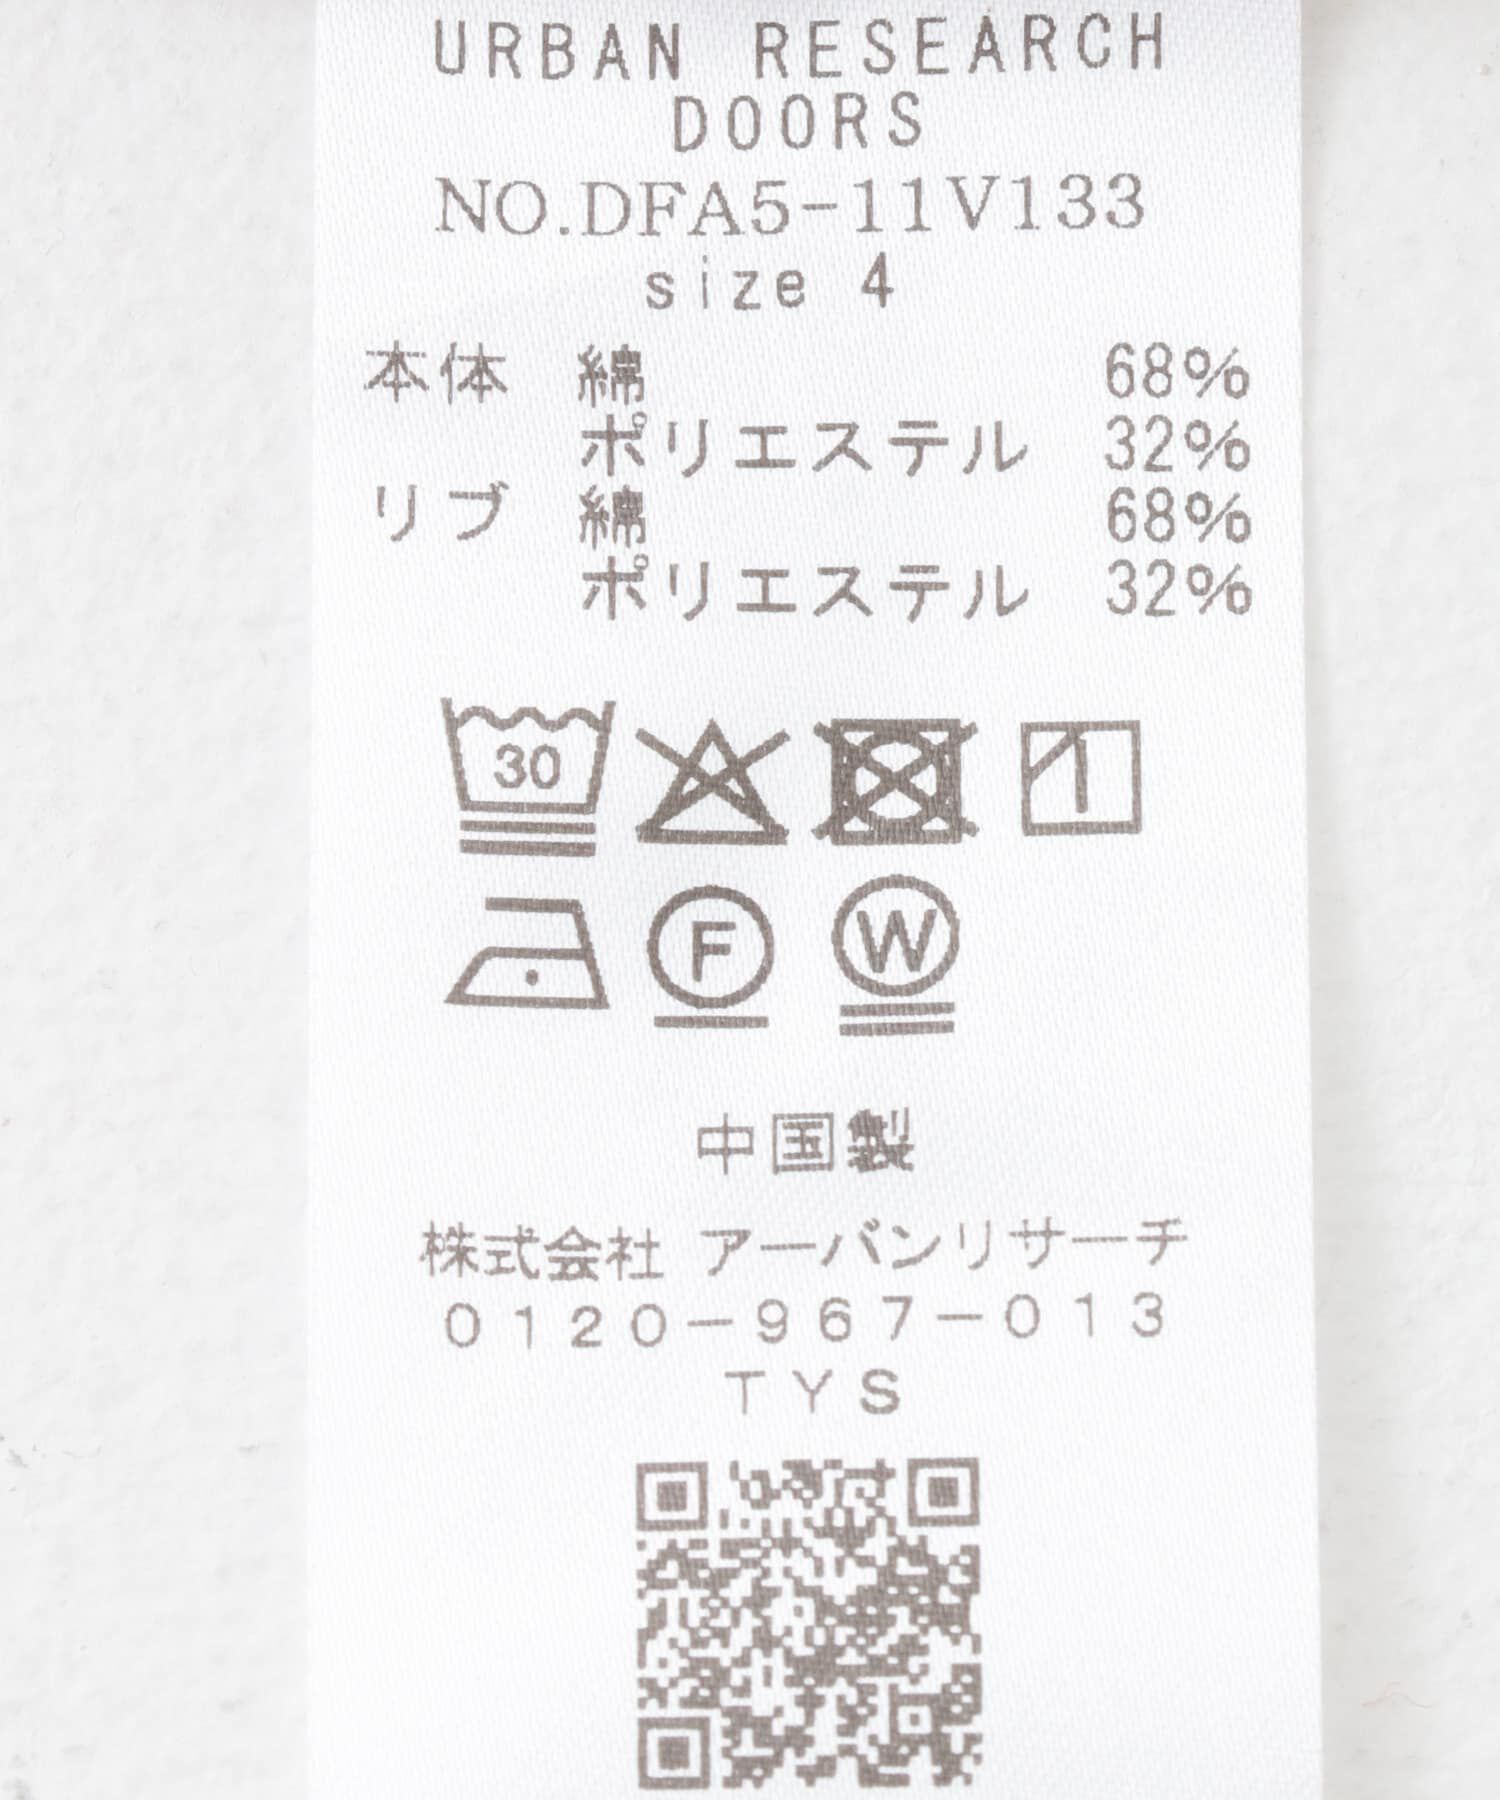 URBAN RESEARCH
DOORS
NO.DFA5-11V133
size 4
本体 綿 68%
ポリエステル 32%
リブ 綿 68%
ポリエステル 32%
30
F W
中国製
株式会社 アーバンリサーチ
0120-967-013
TYS